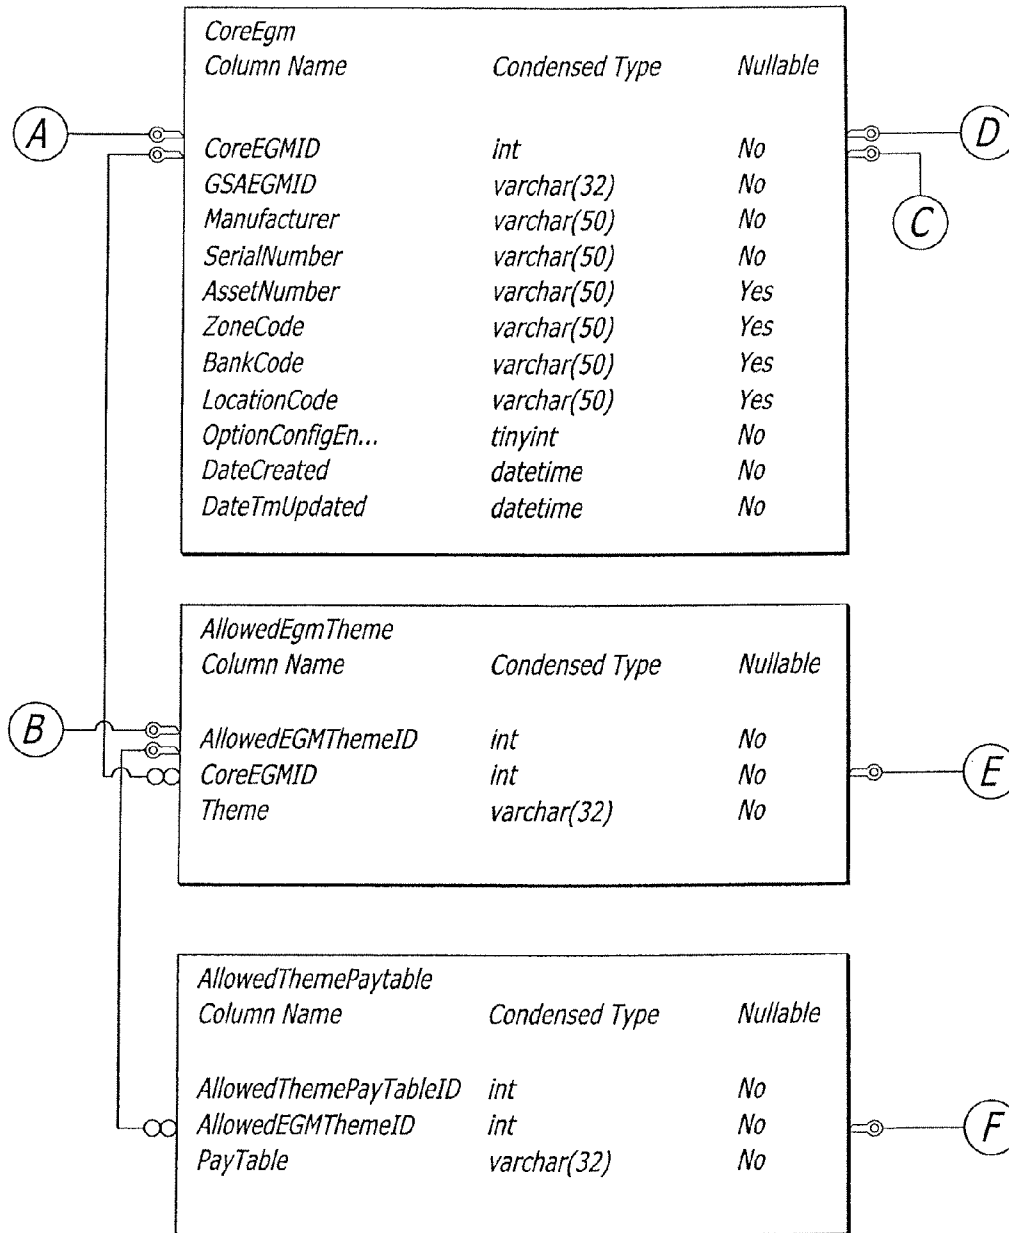 CoreEgm
Column Name Condensed Type Nullable
A D
CoreEGMID int No
GSAEGMID varchar(32) No
Manufacturer varchar(50) No
C
SerialNumber varchar(50) No
AssetNumber varchar(50) Yes
ZoneCode varchar(50) Yes
BankCode varchar(50) Yes
LocationCode varchar(50) Yes
OptionConfigEn... tinyint No
DateCreated datetime No
DateTmUpdated datetime No
AllowedEgmTheme
Column Name Condensed Type Nullable
B
AllowedEGMThemeID int No
CoreEGMID int No E
Theme varchar(32) No
AllowedThemePaytable
Column Name Condensed Type Nullable
AllowedThemePayTableID int No
AllowedEGMThemeID int No F
PayTable varchar(32) No